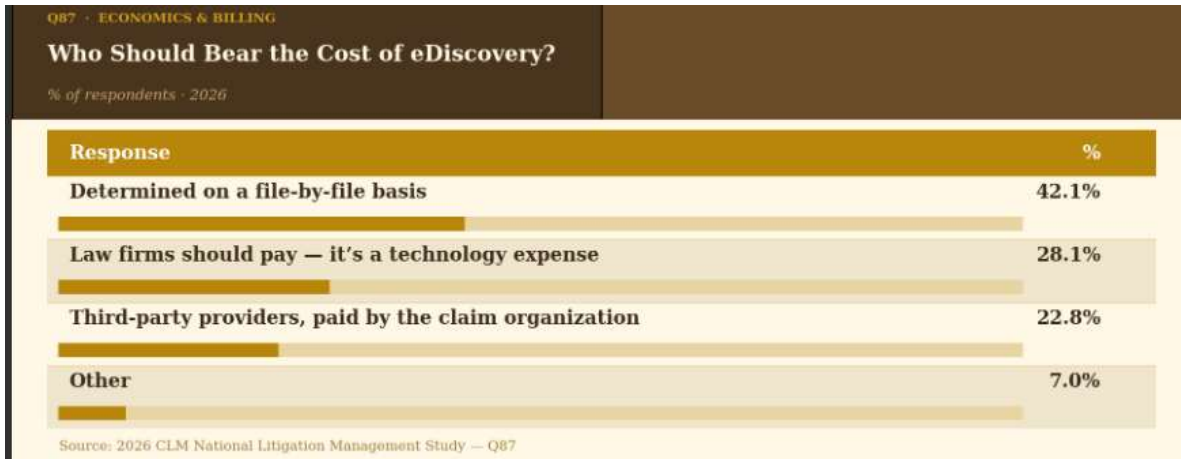 Q87 · ECONOMICS & BILLING
Who Should Bear the Cost of eDiscovery?
% of respondents · 2026
Response %
Determined on a file-by-file basis 42.1%
Law firms should pay — it’s a technology expense 28.1%
Third-party providers, paid by the claim organization 22.8%
Other 7.0%
Source: 2026 CLM National Litigation Management Study — Q87